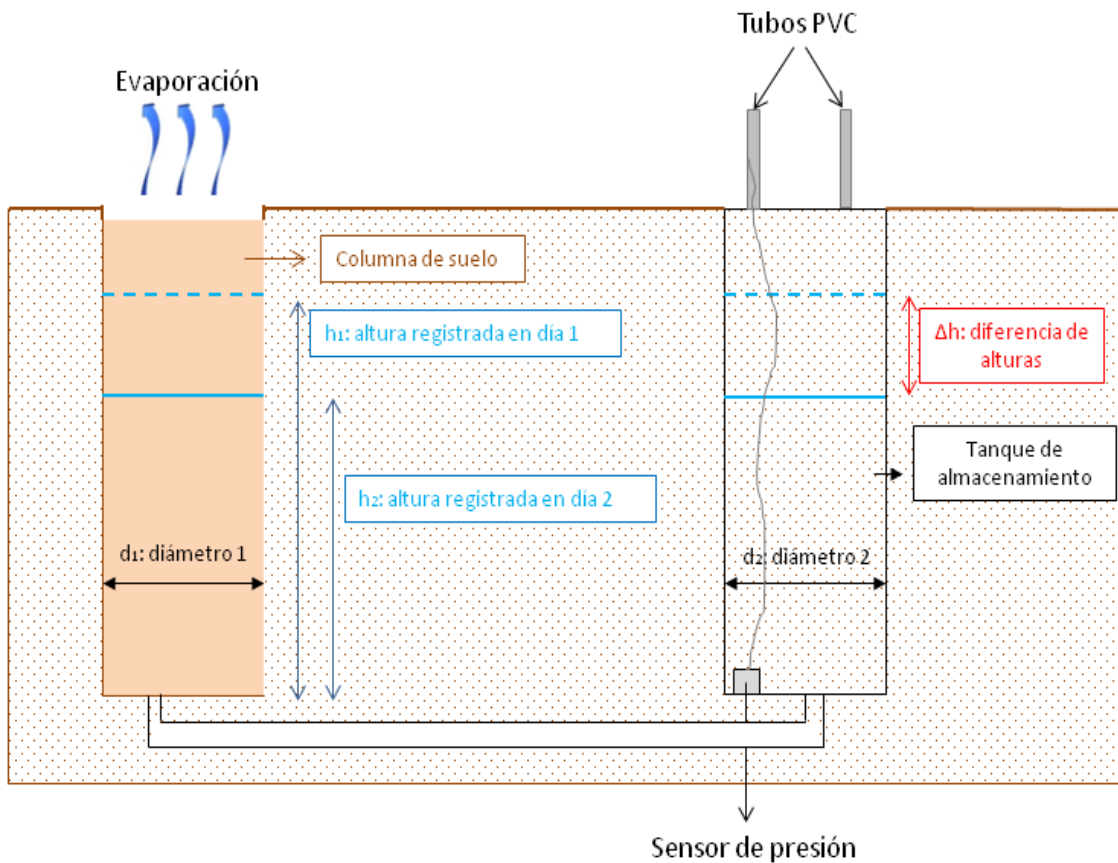 Tubos PVC
Evaporación
Columna de suelo
h₁: altura registrada en día 1
Δh: diferencia de
alturas
Tanque de
almacenamiento
h₂: altura registrada en día 2
d₁: diámetro 1
d₂: diámetro 2
Sensor de presión